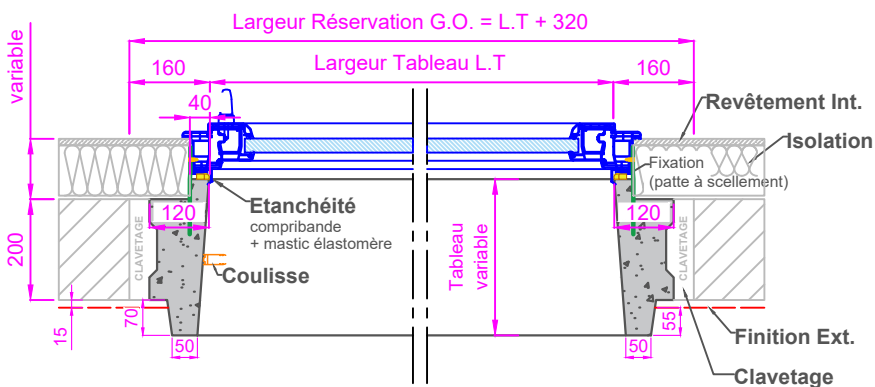 Largeur Réservation G.O. = L.T + 320
variable
160
Largeur Tableau L.T
160
40
Revêtement Int.
Isolation
Fixation
(patte à scellement)
Etanchéité
compribande
+ mastic élastomère
120
120
200
CLAVETAGE
CLAVETAGE
Coulisse
Tableau
variable
15
70
55
50
50
Finition Ext.
Clavetage